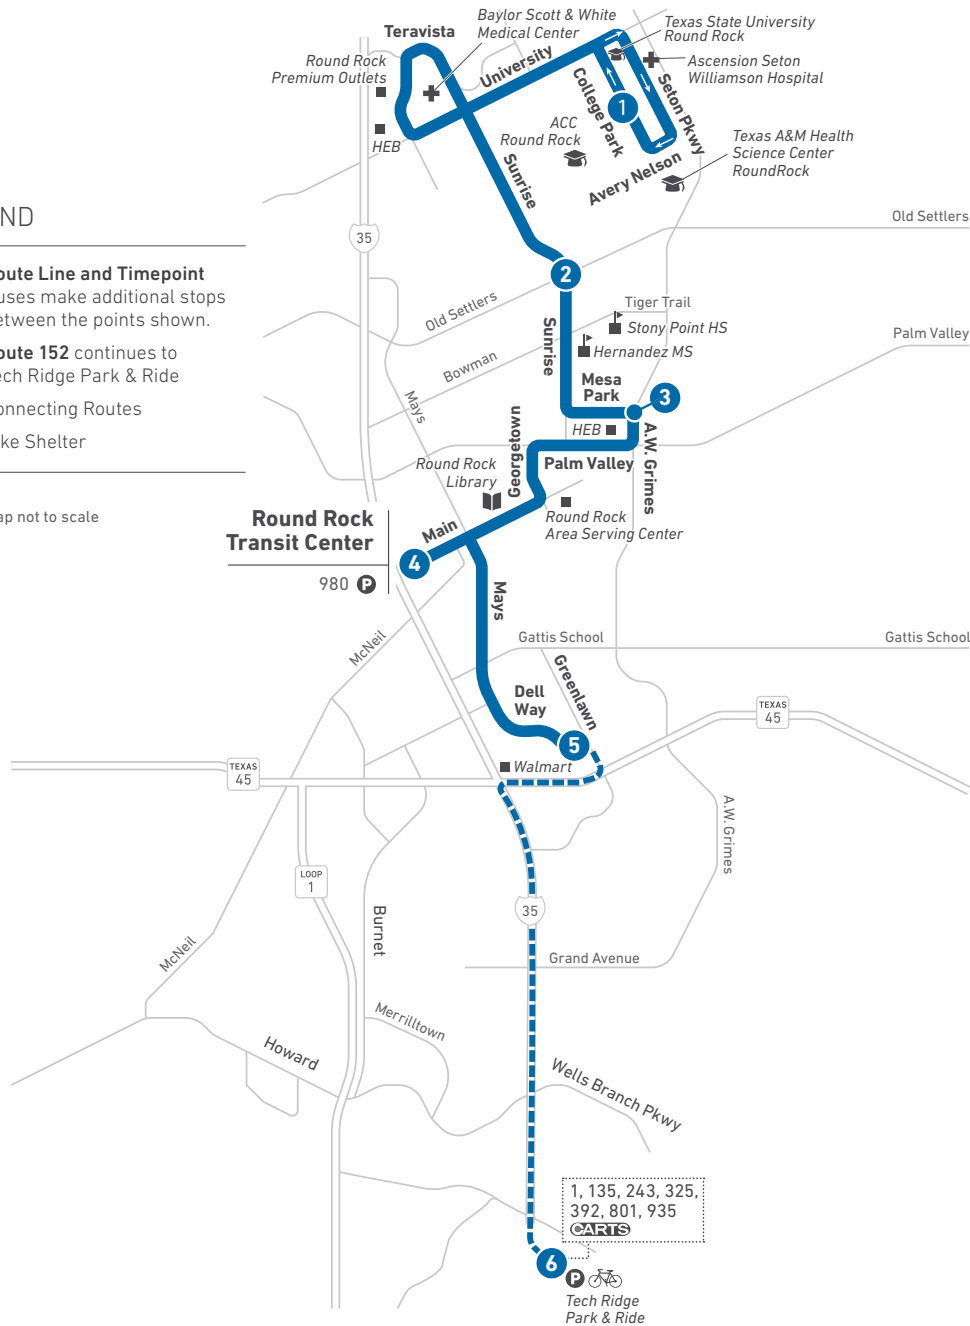 Teravista
Baylor Scott & White
Medical Center
Texas State University
Round Rock
Round Rock
Premium Outlets
University
Ascension Seton
Williamson Hospital
College Park
1
Seton Pkwy
HEB
ACC
Round Rock
Texas A&M Health
Science Center
RoundRock
Sunrise
Avery Nelson
ND
35
Old Settlers
oute Line and Timepoint
uses make additional stops
etween the points shown.
oute 152 continues to
ech Ridge Park & Ride
onnecting Routes
ke Shelter
ap not to scale
2
Old Settlers
Tiger Trail
Stony Point HS
Sunrise
Hernandez MS
Palm Valley
Bowman
Mays
Mesa
Park
3
HEB
Georgetown
A.W. Grimes
Palm Valley
Round Rock
Library
Round Rock
Area Serving Center
Round Rock
Transit Center
Main
4
980 P
Mays
McNeil
Gattis School
Gattis School
Greenlawn
Dell
Way
5
TEXAS
45
Walmart
TEXAS
45
A.W. Grimes
LOOP
1
35
Burnet
McNeil
Grand Avenue
Merrilltown
Howard
Wells Branch Pkwy
1, 135, 243, 325,
392, 801, 935
CARTS
6
P
Tech Ridge
Park & Ride